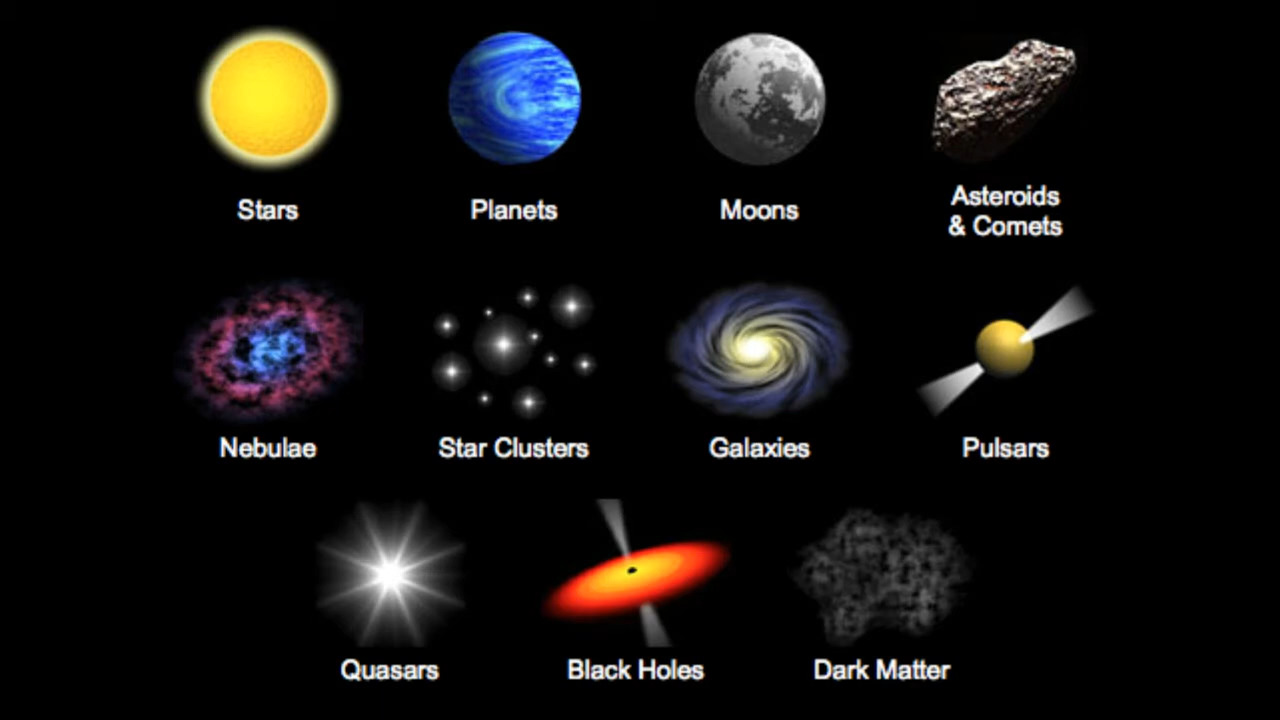 Stars
Planets
Moons
Asteroids
& Comets
Nebulae
Star Clusters
Galaxies
Pulsars
Quasars
Black Holes
Dark Matter